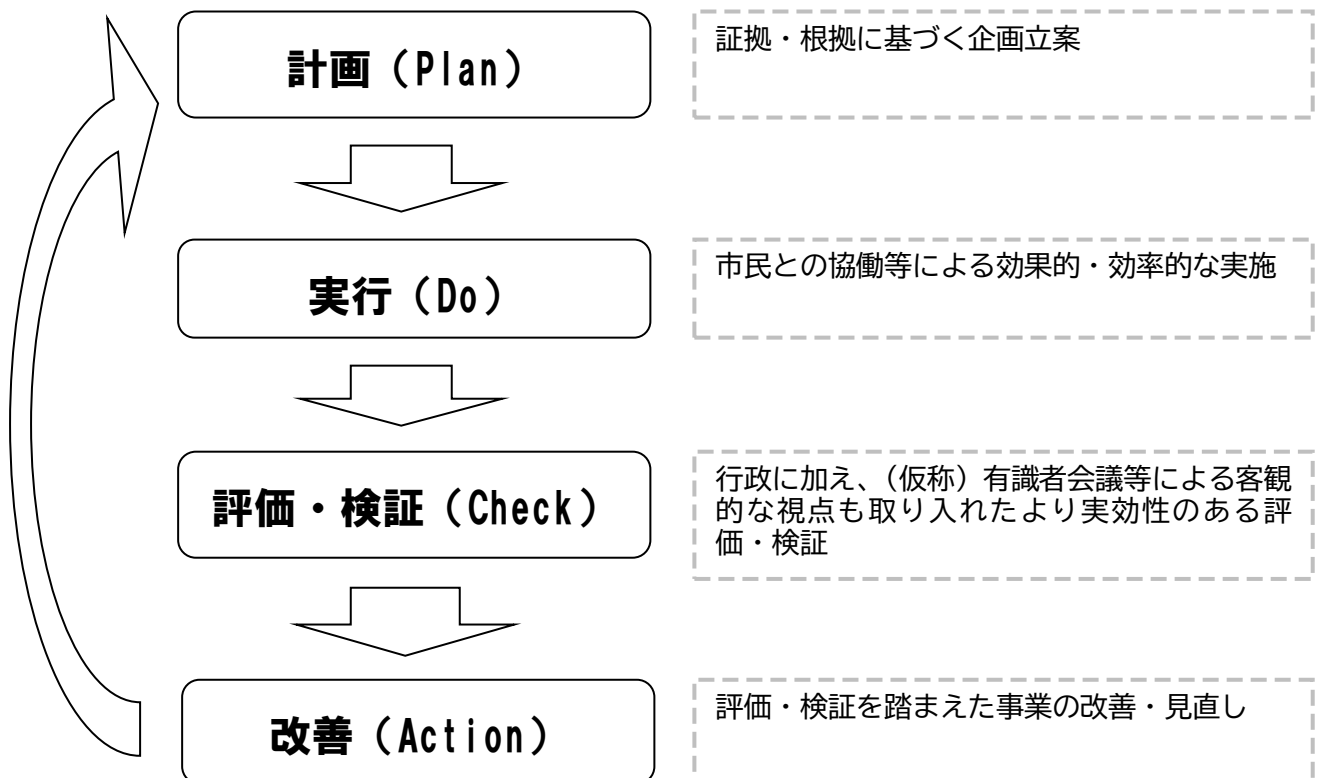 計画（Plan）
証拠・根拠に基づく企画立案
実行（Do）
市民との協働等による効果的・効率的な実施
評価・検証（Check）
行政に加え、（仮称）有識者会議等による客観
的な視点も取り入れたより実効性のある評
価・検証
改善（Action）
評価・検証を踏まえた事業の改善・見直し